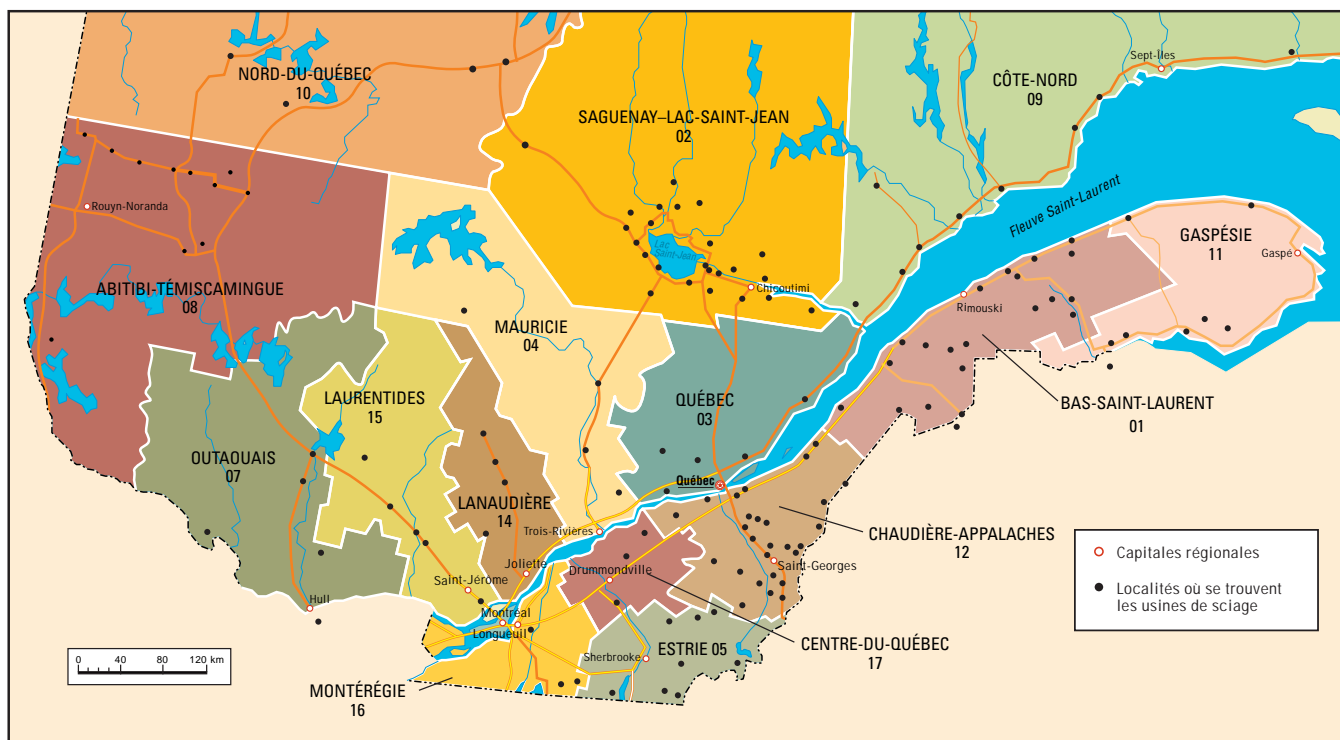 NORD-DU-QUÉBEC
10
SAGUENAY–LAC-SAINT-JEAN
02
CÔTE-NORD
09
Sept-Îles
Rouyn-Noranda
Lac
Saint-Jean
Fleuve Saint-Laurent
GASPÉSIE
11
Gaspé
ABITIBI-TÉMISCAMINGUE
08
Chicoutimi
Rimouski
MAURICIE
04
LAURENTIDES
15
QUÉBEC
03
BAS-SAINT-LAURENT
01
OUTAOUAIS
07
Québec
LANAUDIÈRE
14
Trois-Rivières
CHAUDIÈRE-APPALACHES
12
Joliette
Drummondville
Saint-Georges
Saint-Jérôme
Hull
Montréal
Longueuil
CENTRE-DU-QUÉBEC
17
ESTRIE 05
Sherbrooke
MONTÉRÉGIE
16
0 40 80 120 km
Capitales régionales
Localités où se trouvent
les usines de sciage